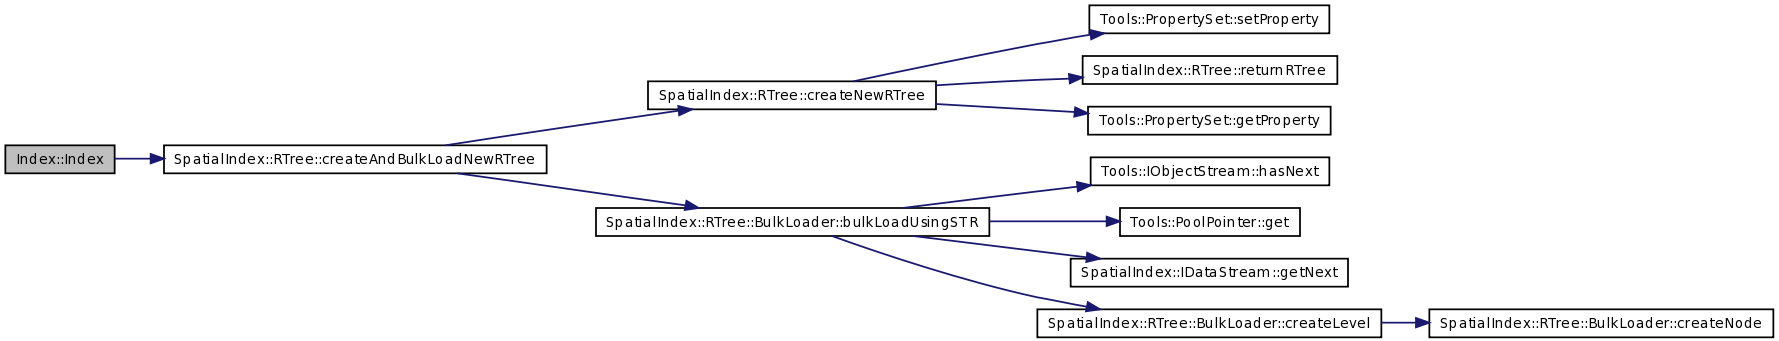 Index::Index
SpatialIndex::RTree::createAndBulkLoadNewRTree
SpatialIndex::RTree::createNewRTree
Tools::PropertySet::setProperty
SpatialIndex::RTree::returnRTree
Tools::PropertySet::getProperty
SpatialIndex::RTree::BulkLoader::bulkLoadUsingSTR
Tools::IObjectStream::hasNext
Tools::PoolPointer::get
SpatialIndex::IDataStream::getNext
SpatialIndex::RTree::BulkLoader::createLevel
SpatialIndex::RTree::BulkLoader::createNode